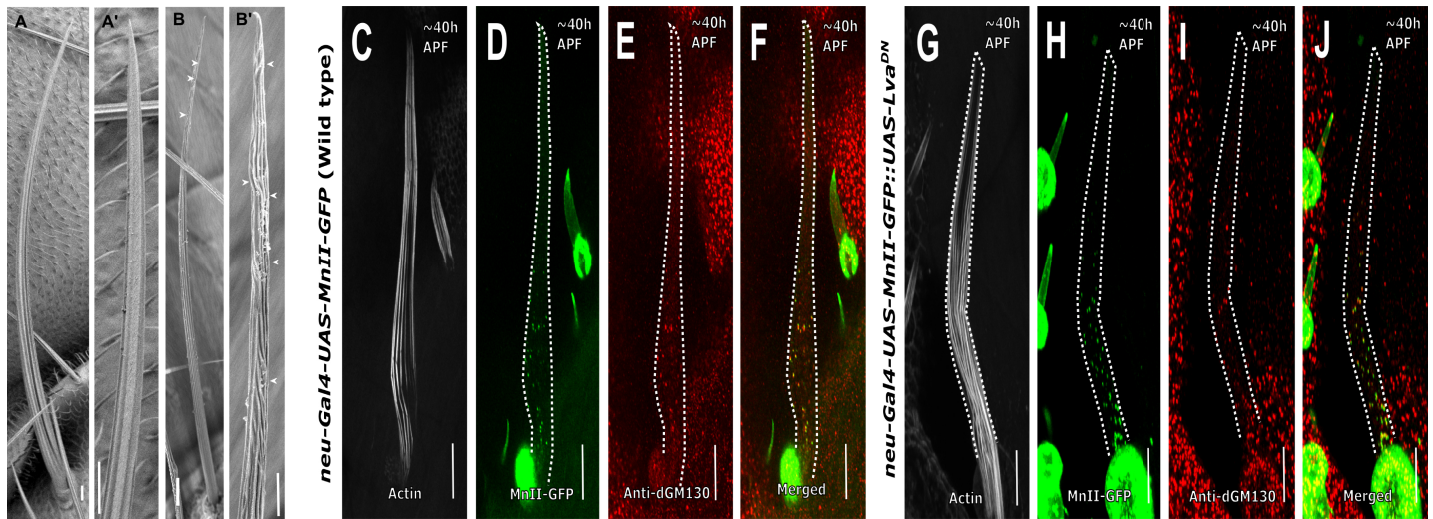 A
A'
B
B'
neu-Gal4-UAS-MnII-GFP (Wild type)
C
~40h
APF
Actin
D
~40h
APF
MnII-GFP
E
~40h
APF
Anti-dGM130
F
~40h
APF
Merged
neu-Gal4-UAS-MnII-GFP::UAS-Lva^DN
G
~40h
APF
Actin
H
~40h
APF
MnII-GFP
I
~40h
APF
Anti-dGM130
J
~40h
APF
Merged